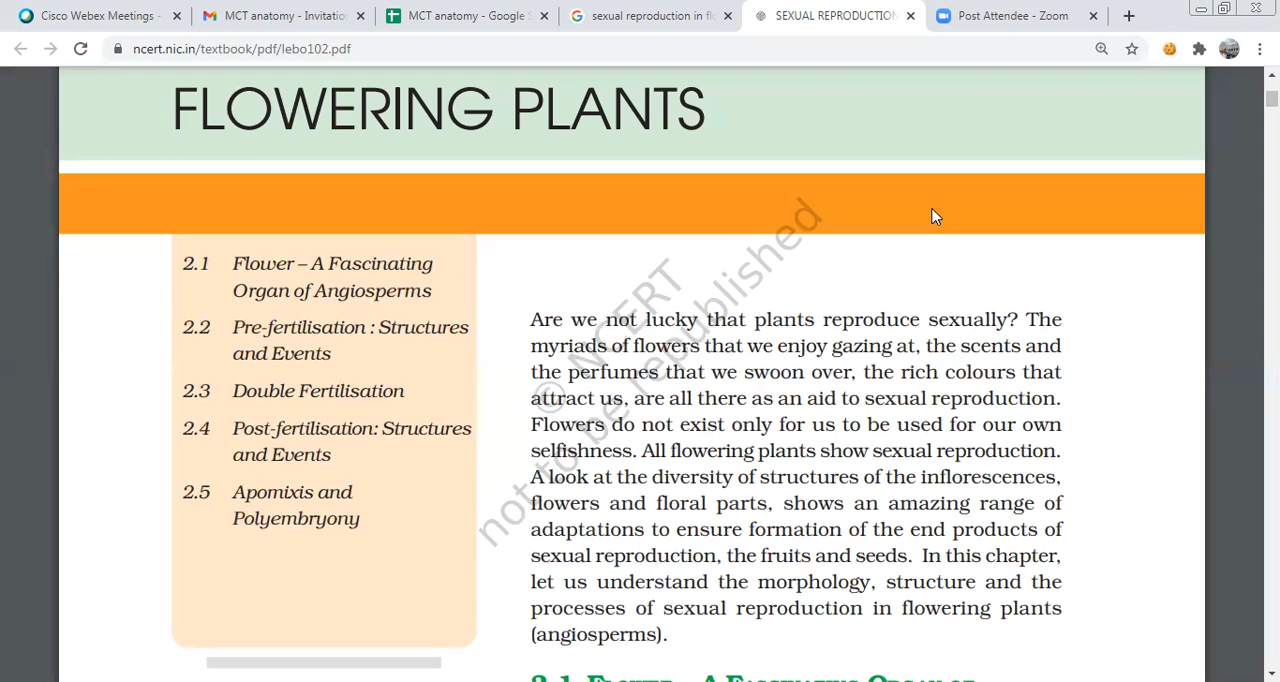 Cisco Webex Meetings -
MCT anatomy - Invitatio
MCT anatomy - Google S
sexual reproduction in fl
SEXUAL REPRODUCTION
Post Attendee - Zoom
ncert.nic.in/textbook/pdf/lebo102.pdf
FLOWERING PLANTS
2.1 Flower – A Fascinating
Organ of Angiosperms
2.2 Pre-fertilisation : Structures
and Events
2.3 Double Fertilisation
2.4 Post-fertilisation: Structures
and Events
2.5 Apomixis and
Polyembryony
Are we not lucky that plants reproduce sexually? The
myriads of flowers that we enjoy gazing at, the scents and
the perfumes that we swoon over, the rich colours that
attract us, are all there as an aid to sexual reproduction.
Flowers do not exist only for us to be used for our own
selfishness. All flowering plants show sexual reproduction.
A look at the diversity of structures of the inflorescences,
flowers and floral parts, shows an amazing range of
adaptations to ensure formation of the end products of
sexual reproduction, the fruits and seeds. In this chapter,
let us understand the morphology, structure and the
processes of sexual reproduction in flowering plants
(angiosperms).
© NCERT
not to be republished
2.1 FLOWER – A FASCINATING ORGAN OF